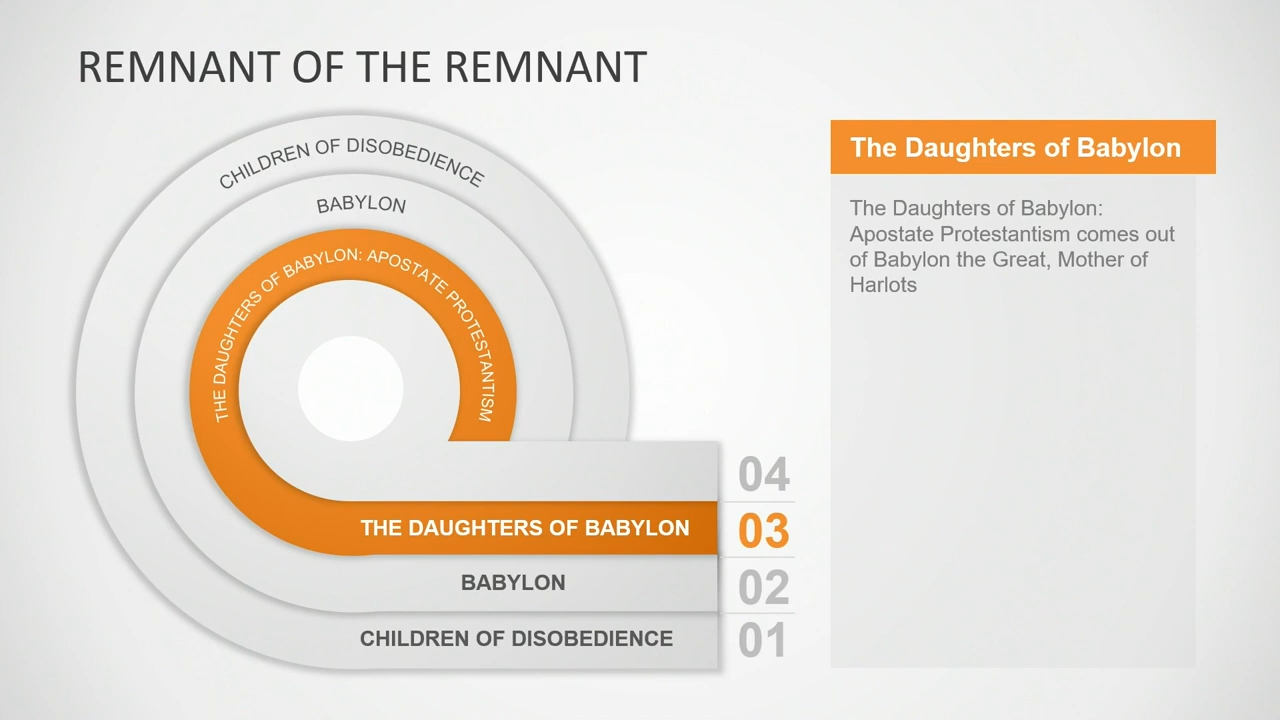 REMNANT OF THE REMNANT
CHILDREN OF DISOBEDIENCE
BABYLON
THE DAUGHTERS OF BABYLON: APOSTATE PROTESTANTISM
04
THE DAUGHTERS OF BABYLON 03
BABYLON 02
CHILDREN OF DISOBEDIENCE 01
The Daughters of Babylon
The Daughters of Babylon:
Apostate Protestantism comes out
of Babylon the Great, Mother of
Harlots